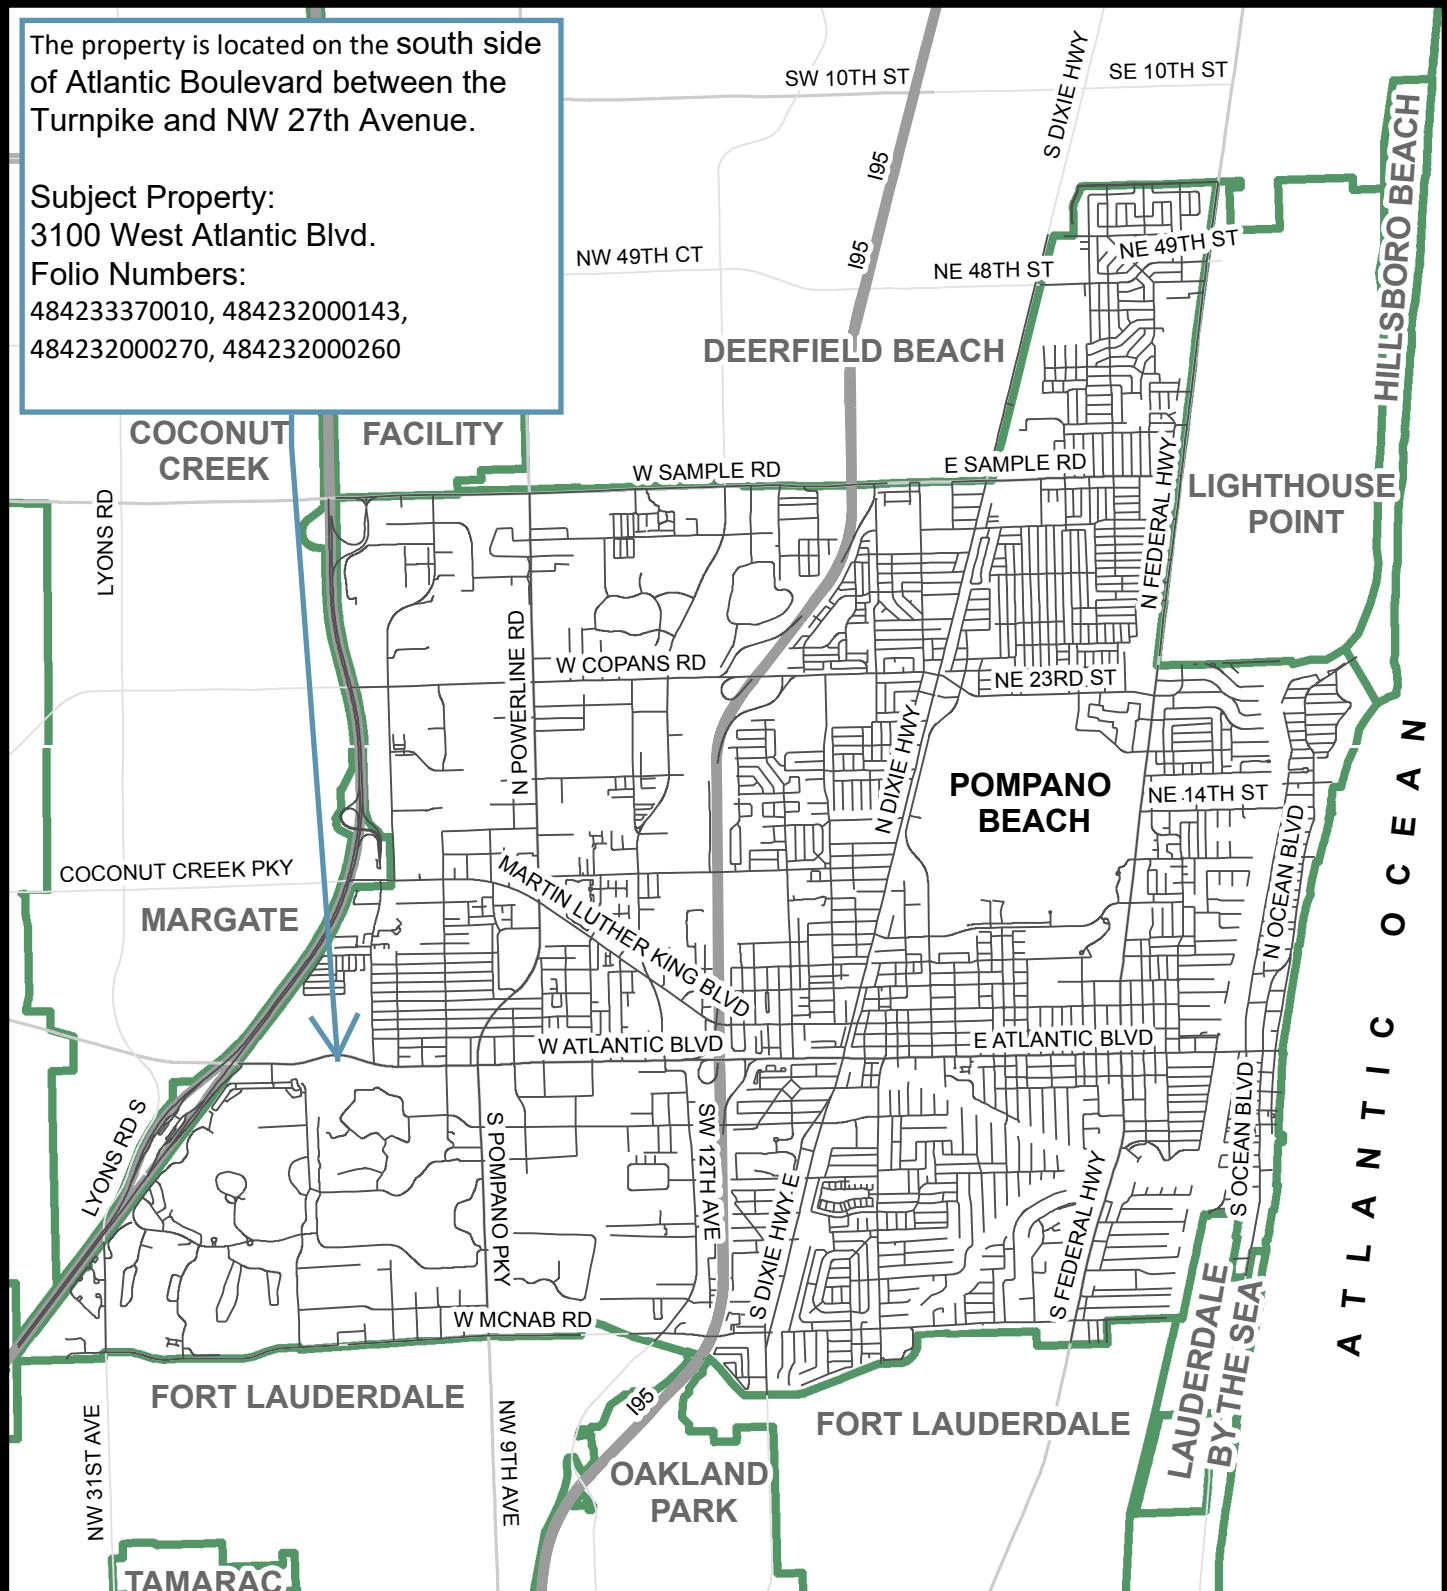 The property is located on the south side
of Atlantic Boulevard between the
Turnpike and NW 27th Avenue.
Subject Property:
3100 West Atlantic Blvd.
Folio Numbers:
484233370010, 484232000143,
484232000270, 484232000260
SW 10TH ST
SE 10TH ST
S DIXIE HWY
I95
HILLSBORO BEACH
NE 49TH ST
NW 49TH CT
I95
NE 48TH ST
DEERFIELD BEACH
COCONUT
CREEK
FACILITY
W SAMPLE RD
E SAMPLE RD
N FEDERAL HWY
LIGHTHOUSE
POINT
LYONS RD
N POWERLINE RD
W COPANS RD
NE 23RD ST
N DIXIE HWY
POMPANO
BEACH
NE 14TH ST
N OCEAN BLVD
ATLANTIC OCEAN
COCONUT CREEK PKY
MARTIN LUTHER KING BLVD
MARGATE
W ATLANTIC BLVD
E ATLANTIC BLVD
LYONS RD S
S POMPANO PKY
SW 12TH AVE
S DIXIE HWY E
S FEDERAL HWY
S OCEAN BLVD
W MCNAB RD
LAUDERDALE
BY THE SEA
FORT LAUDERDALE
I95
FORT LAUDERDALE
NW 31ST AVE
NW 9TH AVE
OAKLAND
PARK
TAMARAC